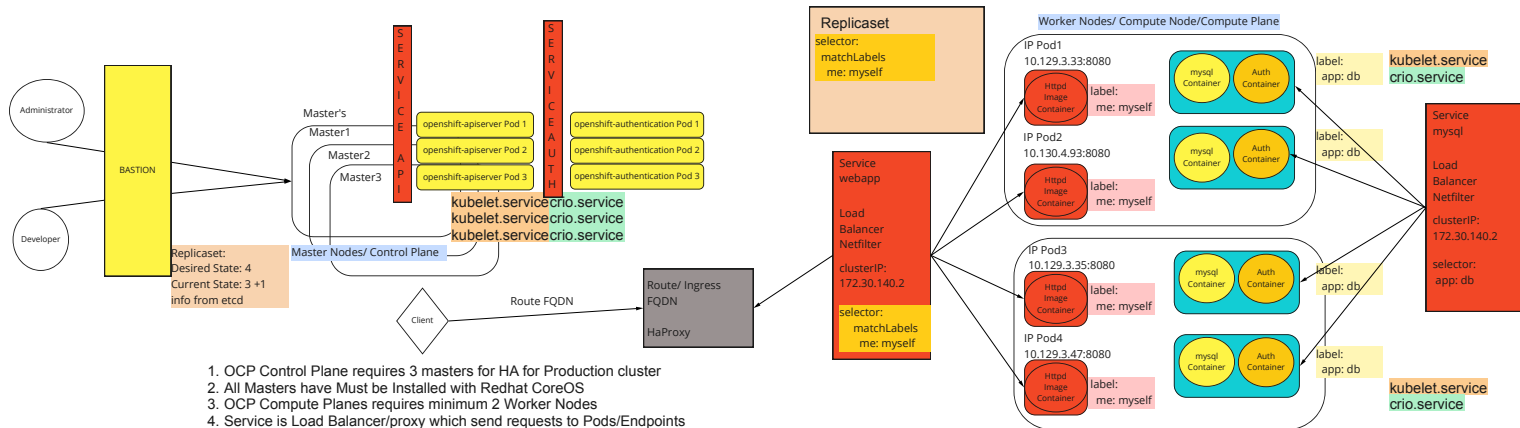 Administrator
Developer
BASTION
Replicaset:
Desired State: 4
Current State: 3 +1
info from etcd
Master's
Master1
Master2
Master3
Master Nodes/ Control Plane
S
E
R
V
I
C
E
A
P
I
openshift-apiserver Pod 1
openshift-apiserver Pod 2
openshift-apiserver Pod 3
S
E
R
V
I
C
E
A
U
T
H
openshift-authentication Pod 1
openshift-authentication Pod 2
openshift-authentication Pod 3
kubelet.service crio.service
kubelet.service crio.service
kubelet.service crio.service
Client
Route FQDN
Route/ Ingress
FQDN
HaProxy
1. OCP Control Plane requires 3 masters for HA for Production cluster
2. All Masters have Must be Installed with Redhat CoreOS
3. OCP Compute Planes requires minimum 2 Worker Nodes
4. Service is Load Balancer/proxy which send requests to Pods/Endpoints
Replicaset
selector:
matchLabels
me: myself
Service
webapp
Load
Balancer
Netfilter
clusterIP:
172.30.140.2
selector:
matchLabels
me: myself
Worker Nodes/ Compute Node/Compute Plane
IP Pod1
10.129.3.33:8080
Httpd
Image
Container
label:
me: myself
mysql
Container
Auth
Container
label:
app: db
kubelet.service
crio.service
IP Pod2
10.130.4.93:8080
Httpd
Image
Container
label:
me: myself
mysql
Container
Auth
Container
label:
app: db
IP Pod3
10.129.3.35:8080
Httpd
Image
Container
label:
me: myself
mysql
Container
Auth
Container
label:
app: db
IP Pod4
10.129.3.47:8080
Httpd
Image
Container
label:
me: myself
mysql
Container
Auth
Container
label:
app: db
kubelet.service
crio.service
Service
mysql
Load
Balancer
Netfilter
clusterIP:
172.30.140.2
selector:
app: db